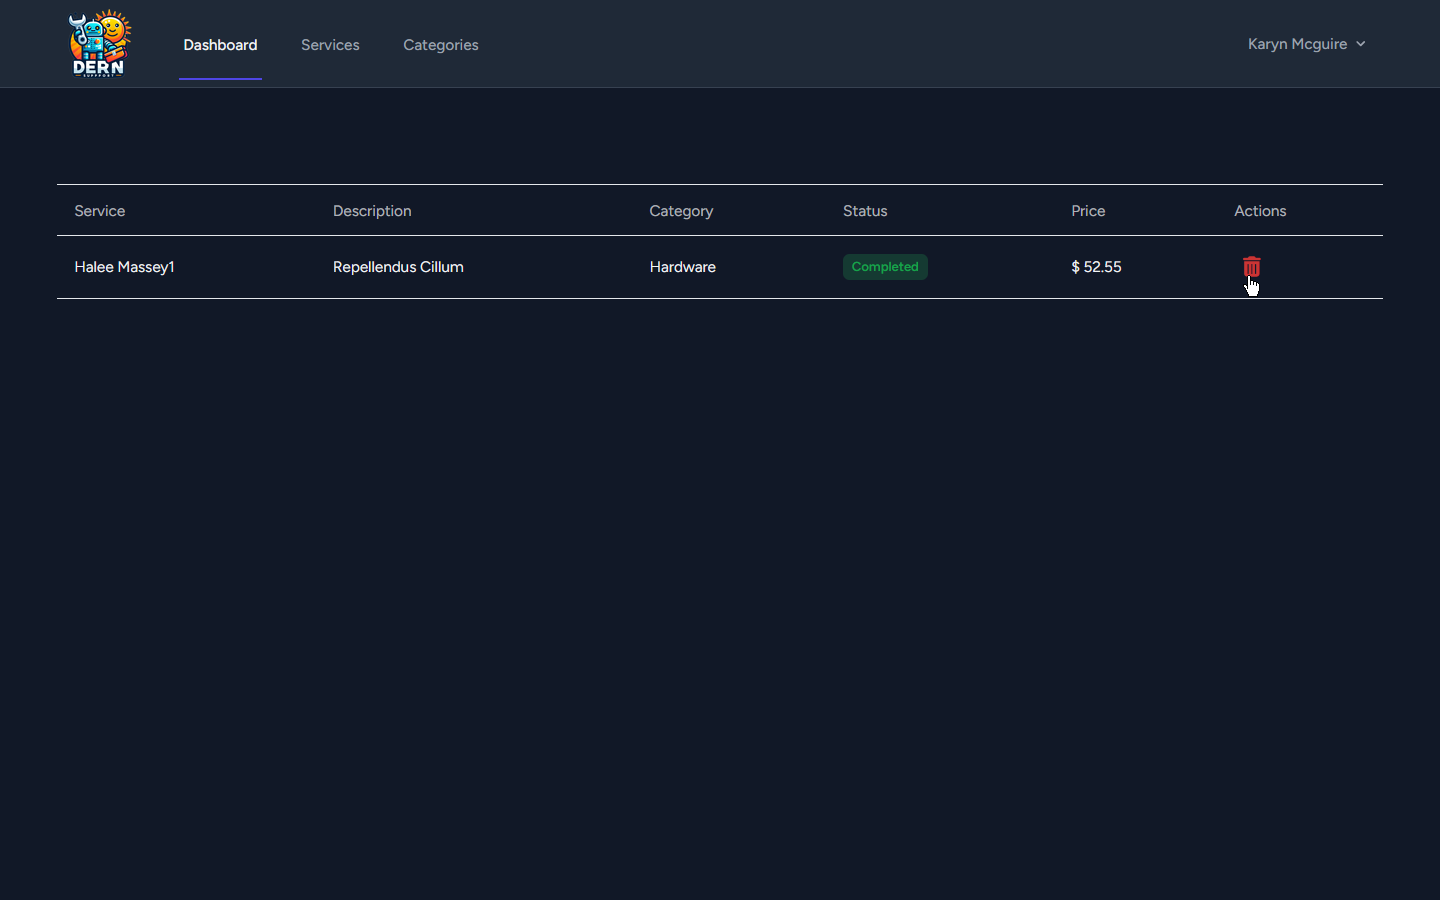 DERN
SUPPPORT
Dashboard Services Categories
Karyn Mcguire
Service Description Category Status Price Actions
Halee Massey1 Repellendus Cillum Hardware Completed $ 52.55